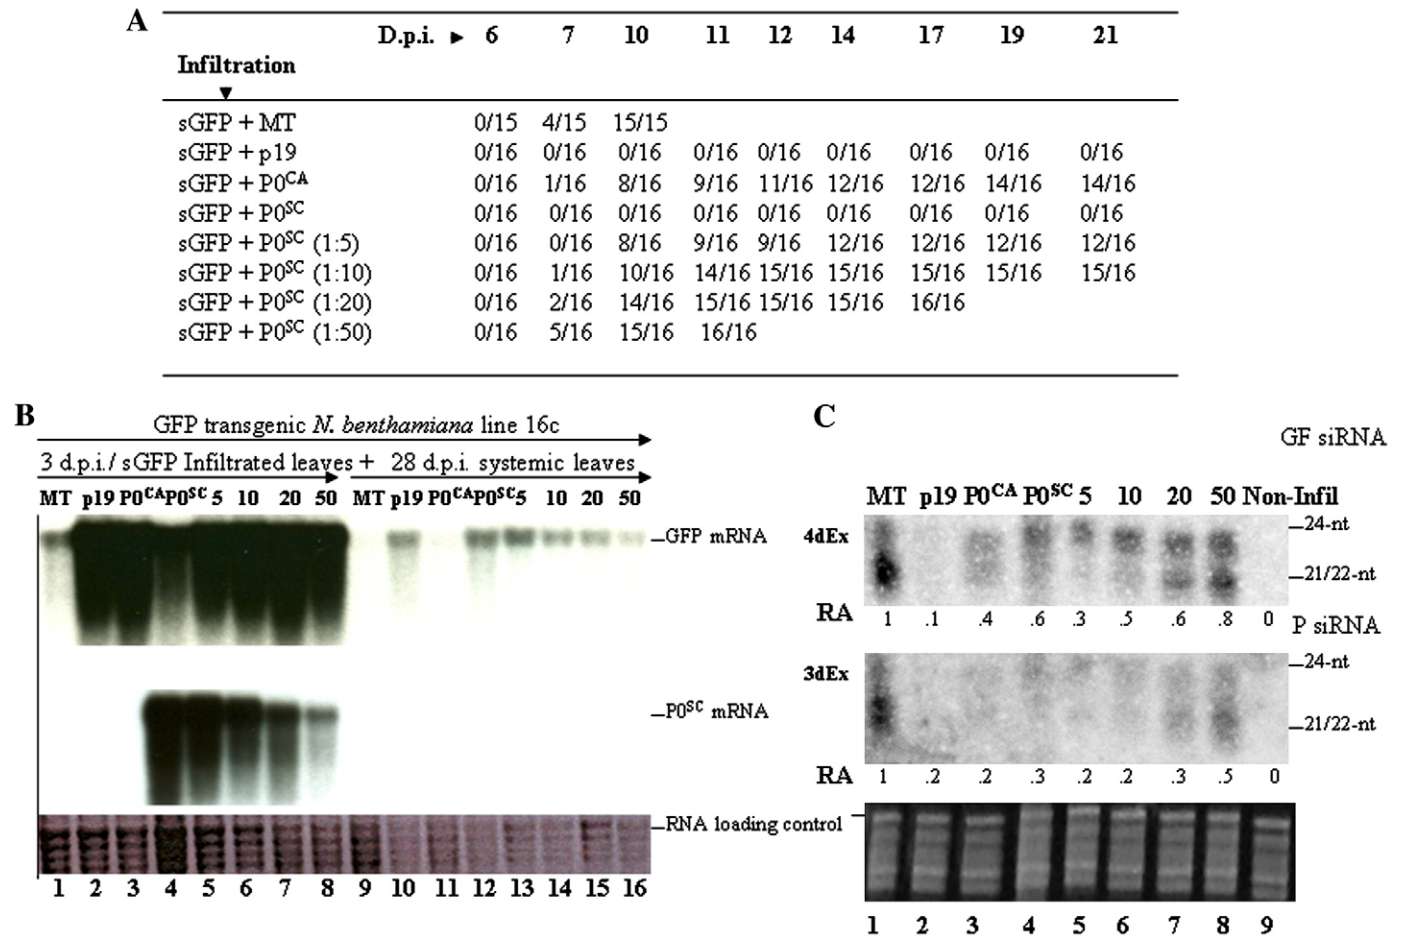 A
D.p.i. ► 6 7 10 11 12 14 17 19 21
Infiltration
▼
sGFP + MT 0/15 4/15 15/15
sGFP + p19 0/16 0/16 0/16 0/16 0/16 0/16 0/16 0/16 0/16
sGFP + P0CA 0/16 1/16 8/16 9/16 11/16 12/16 12/16 14/16 14/16
sGFP + P0SC 0/16 0/16 0/16 0/16 0/16 0/16 0/16 0/16 0/16
sGFP + P0SC (1:5) 0/16 0/16 8/16 9/16 9/16 12/16 12/16 12/16 12/16
sGFP + P0SC (1:10) 0/16 1/16 10/16 14/16 15/16 15/16 15/16 15/16 15/16
sGFP + P0SC (1:20) 0/16 2/16 14/16 15/16 15/16 15/16 16/16
sGFP + P0SC (1:50) 0/16 5/16 15/16 16/16
B
GFP transgenic N. benthamiana line 16c
3 d.p.i./ sGFP Infiltrated leaves + 28 d.p.i. systemic leaves
MT p19 P0CA P0SC 5 10 20 50 MT p19 P0CA P0SC 5 10 20 50
GFP mRNA
P0SC mRNA
RNA loading control
1 2 3 4 5 6 7 8 9 10 11 12 13 14 15 16
C
GF siRNA
MT p19 P0CA P0SC 5 10 20 50 Non-Infil
24-nt
4dEx
21/22-nt
RA 1 .1 .4 .6 .3 .5 .6 .8 0
P siRNA
24-nt
3dEx
21/22-nt
RA 1 .2 .2 .3 .2 .2 .3 .5 0
1 2 3 4 5 6 7 8 9